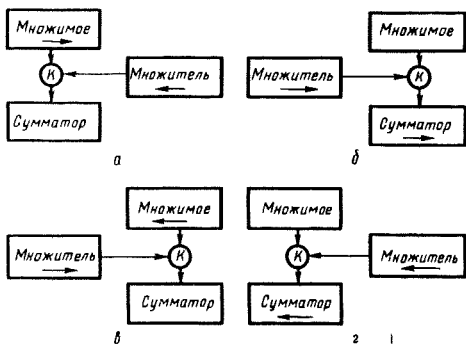 Множимое
Множимое
К
Множитель
Множитель
К
Сумматор
Сумматор
а
б
Множимое
Множимое
Множитель
К
К
Множитель
Сумматор
Сумматор
в
г